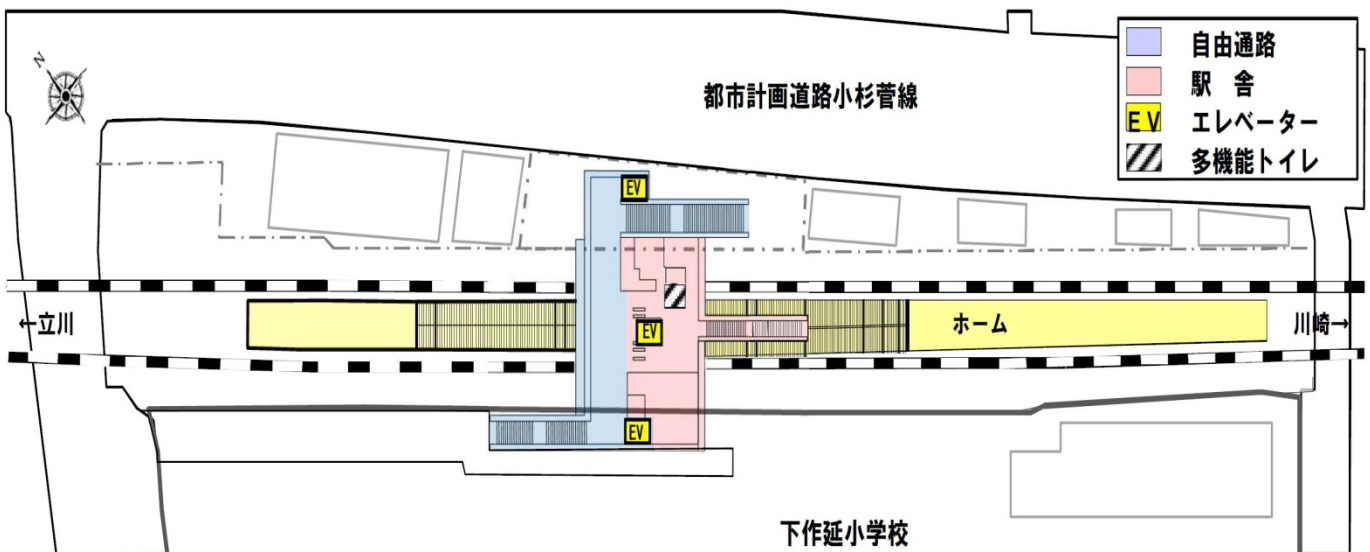 N
都市計画道路小杉菅線
自由通路
駅 舎
EV エレベーター
多機能トイレ
EV
←立川
EV
ホーム
川崎→
EV
下作延小学校